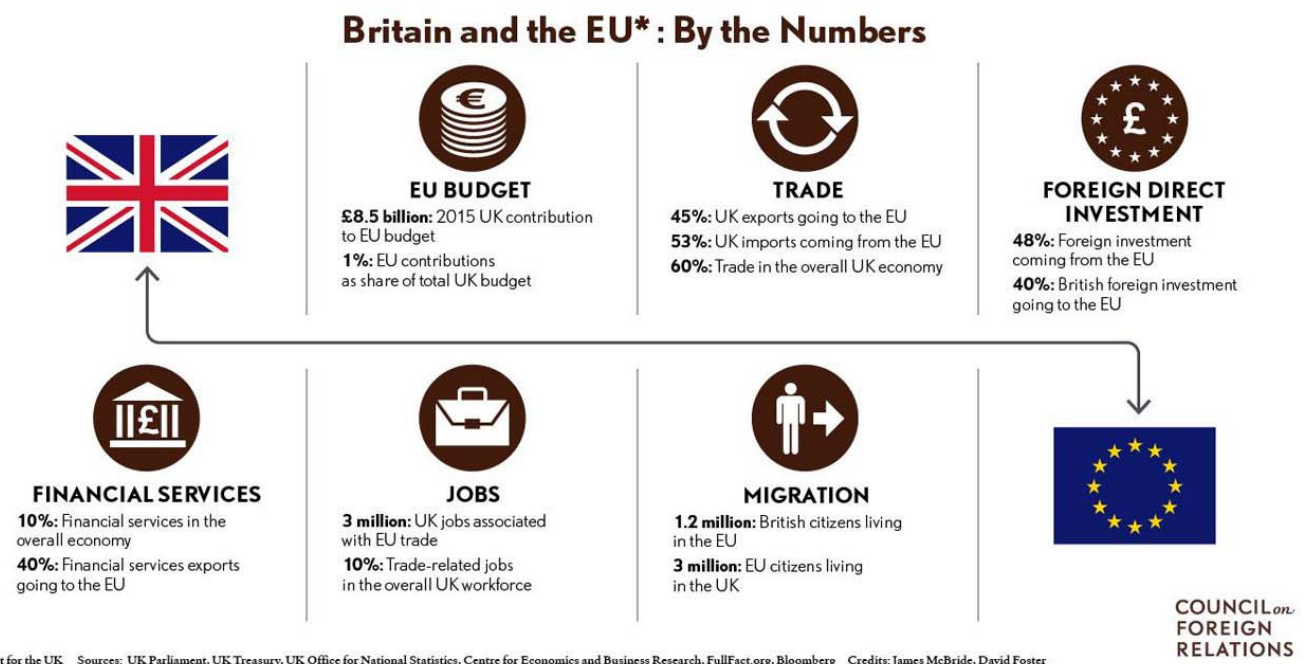 Britain and the EU* : By the Numbers
EU BUDGET
£8.5 billion: 2015 UK contribution
to EU budget
1%: EU contributions
as share of total UK budget
TRADE
45%: UK exports going to the EU
53%: UK imports coming from the EU
60%: Trade in the overall UK economy
FOREIGN DIRECT
INVESTMENT
48%: Foreign investment
coming from the EU
40%: British foreign investment
going to the EU
FINANCIAL SERVICES
10%: Financial services in the
overall economy
40%: Financial services exports
going to the EU
JOBS
3 million: UK jobs associated
with EU trade
10%: Trade-related jobs
in the overall UK workforce
MIGRATION
1.2 million: British citizens living
in the EU
3 million: EU citizens living
in the UK
COUNCIL on
FOREIGN
RELATIONS
for the UK Sources: UK Parliament, UK Treasury, UK Office for National Statistics, Centre for Economics and Business Research, FullFact.org, Bloomberg Credits: James McBride, David Foster